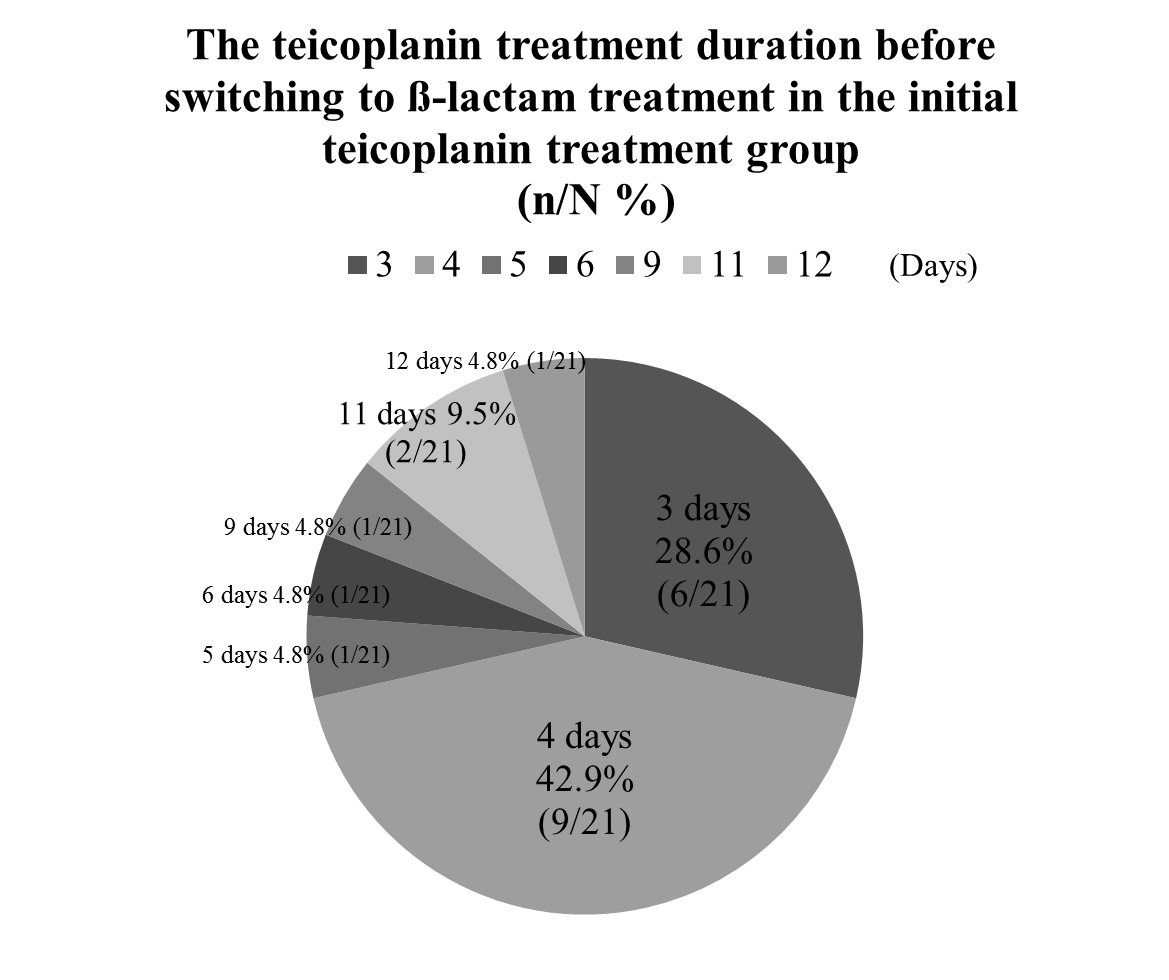 The teicoplanin treatment duration before
switching to ß-lactam treatment in the initial
teicoplanin treatment group
(n/N %)
3 4 5 6 9 11 12 (Days)
12 days 4.8% (1/21)
11 days 9.5%
(2/21)
3 days
28.6%
(6/21)
9 days 4.8% (1/21)
6 days 4.8% (1/21)
5 days 4.8% (1/21)
4 days
42.9%
(9/21)